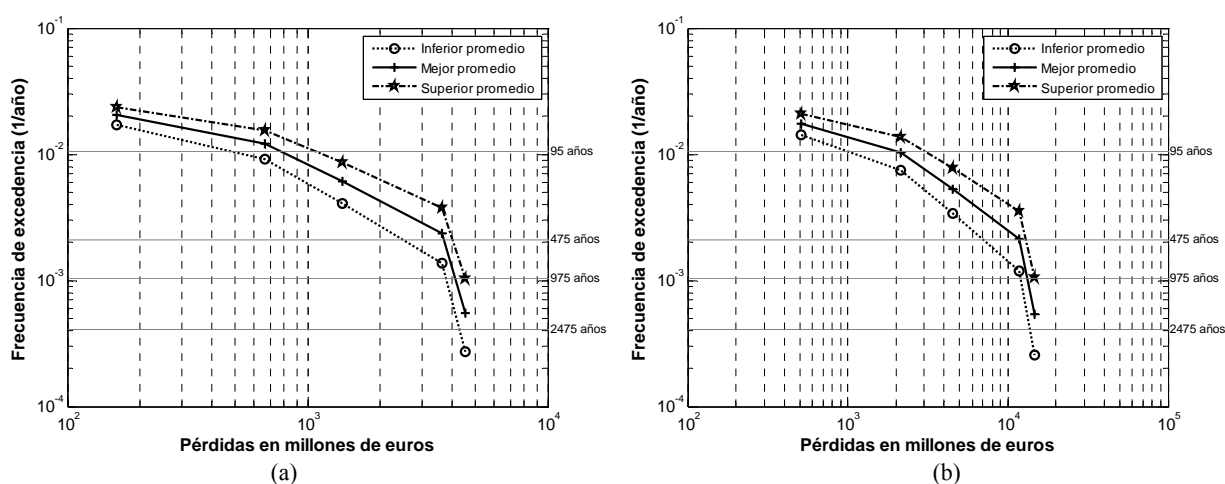 Frecuencia de excedencia (1/año)
10^-1
10^-2
10^-3
10^-4
Inferior promedio
Mejor promedio
Superior promedio
95 años
475 años
975 años
2475 años
10^2
10^3
10^4
Pérdidas en millones de euros
(a)
Frecuencia de excedencia (1/año)
10^-1
10^-2
10^-3
10^-4
Inferior promedio
Mejor promedio
Superior promedio
95 años
475 años
975 años
2475 años
10^2
10^3
10^4
10^5
Pérdidas en millones de euros
(b)